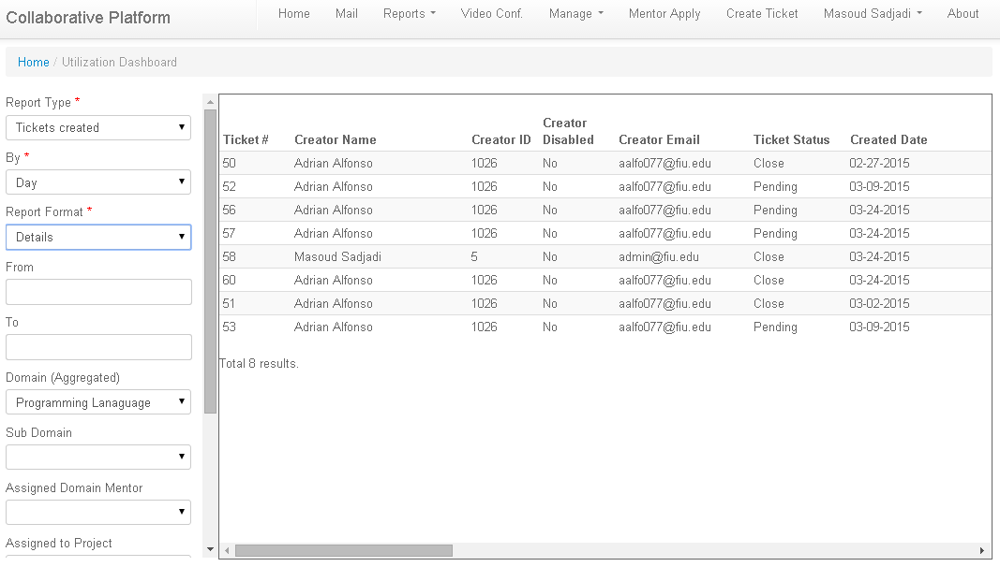 Collaborative Platform
Home Mail Reports Video Conf. Manage Mentor Apply Create Ticket Masoud Sadjadi About
Home / Utilization Dashboard
Report Type *
Tickets created
By *
Day
Report Format *
Details
From
To
Domain (Aggregated)
Programming Lanaguage
Sub Domain
Assigned Domain Mentor
Assigned to Project
Ticket # Creator Name Creator ID Creator Disabled Creator Email Ticket Status Created Date
50 Adrian Alfonso 1026 No aalfo077@fiu.edu Close 02-27-2015
52 Adrian Alfonso 1026 No aalfo077@fiu.edu Pending 03-09-2015
56 Adrian Alfonso 1026 No aalfo077@fiu.edu Pending 03-24-2015
57 Adrian Alfonso 1026 No aalfo077@fiu.edu Pending 03-24-2015
58 Masoud Sadjadi 5 No admin@fiu.edu Close 03-24-2015
60 Adrian Alfonso 1026 No aalfo077@fiu.edu Close 03-24-2015
51 Adrian Alfonso 1026 No aalfo077@fiu.edu Close 03-02-2015
53 Adrian Alfonso 1026 No aalfo077@fiu.edu Pending 03-09-2015
Total 8 results.